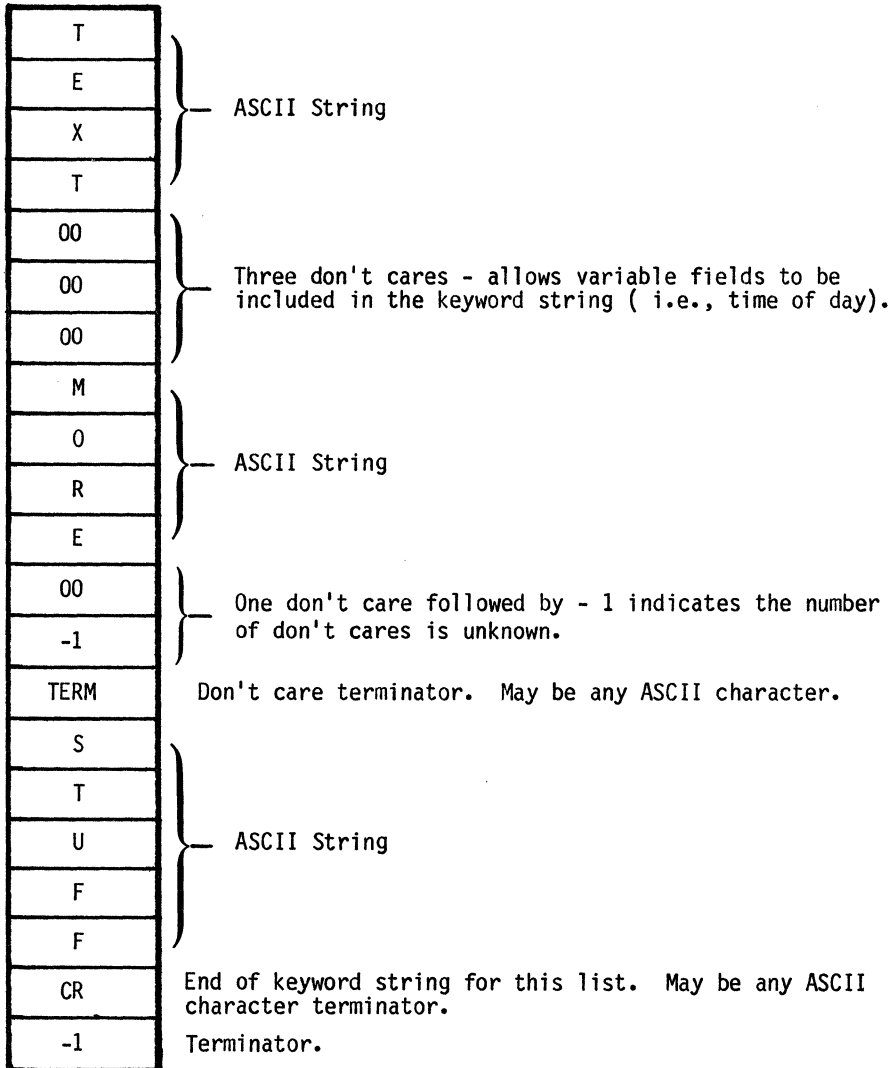 T
E
ASCII String
X
T
00
00
Three don't cares - allows variable fields to be
included in the keyword string ( i.e., time of day).
00
M
O
ASCII String
R
E
00
One don't care followed by - 1 indicates the number
of don't cares is unknown.
-1
TERM Don't care terminator. May be any ASCII character.
S
T
U ASCII String
F
F
CR
End of keyword string for this list. May be any ASCII
character terminator.
-1 Terminator.